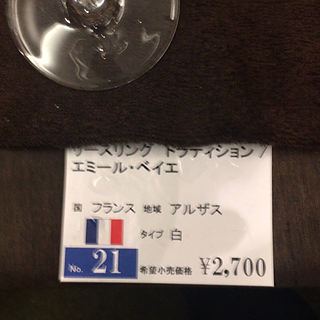 リースリング トラディション /
エミール・ベイエ
国 フランス 地域 アルザス
タイプ 白
No. 21 希望小売価格 ¥2,700